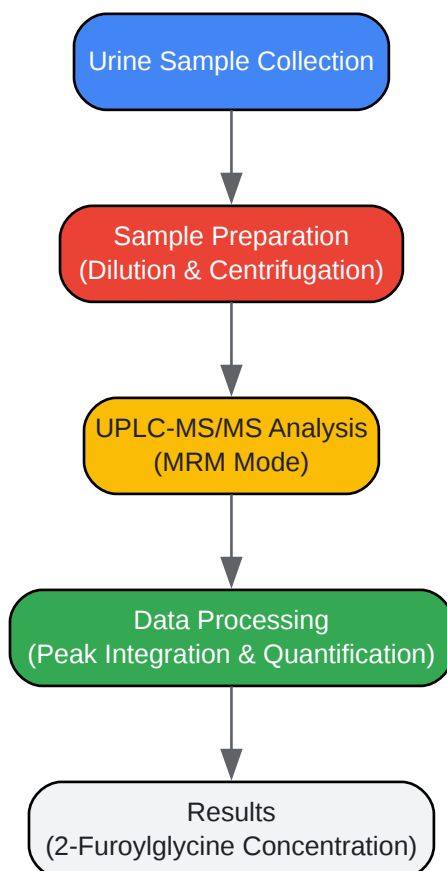 Urine Sample Collection
Sample Preparation
(Dilution & Centrifugation)
UPLC-MS/MS Analysis
(MRM Mode)
Data Processing
(Peak Integration & Quantification)
Results
(2-Furoylglycine Concentration)